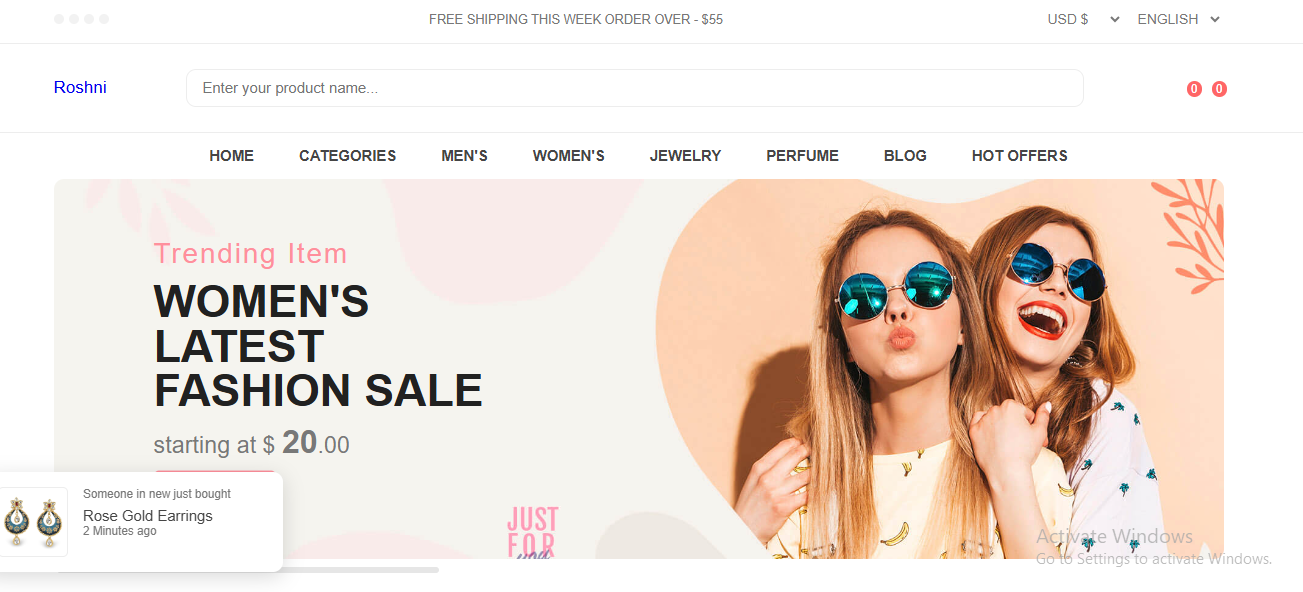 FREE SHIPPING THIS WEEK ORDER OVER - $55
USD $
ENGLISH
Roshni
Enter your product name...
0 0
HOME CATEGORIES MEN'S WOMEN'S JEWELRY PERFUME BLOG HOT OFFERS
Trending Item
WOMEN'S
LATEST
FASHION SALE
starting at $ 20.00
Someone in new just bought
Rose Gold Earrings
2 Minutes ago
JUST
FOR
you
Activate Windows
Go to Settings to activate Windows.